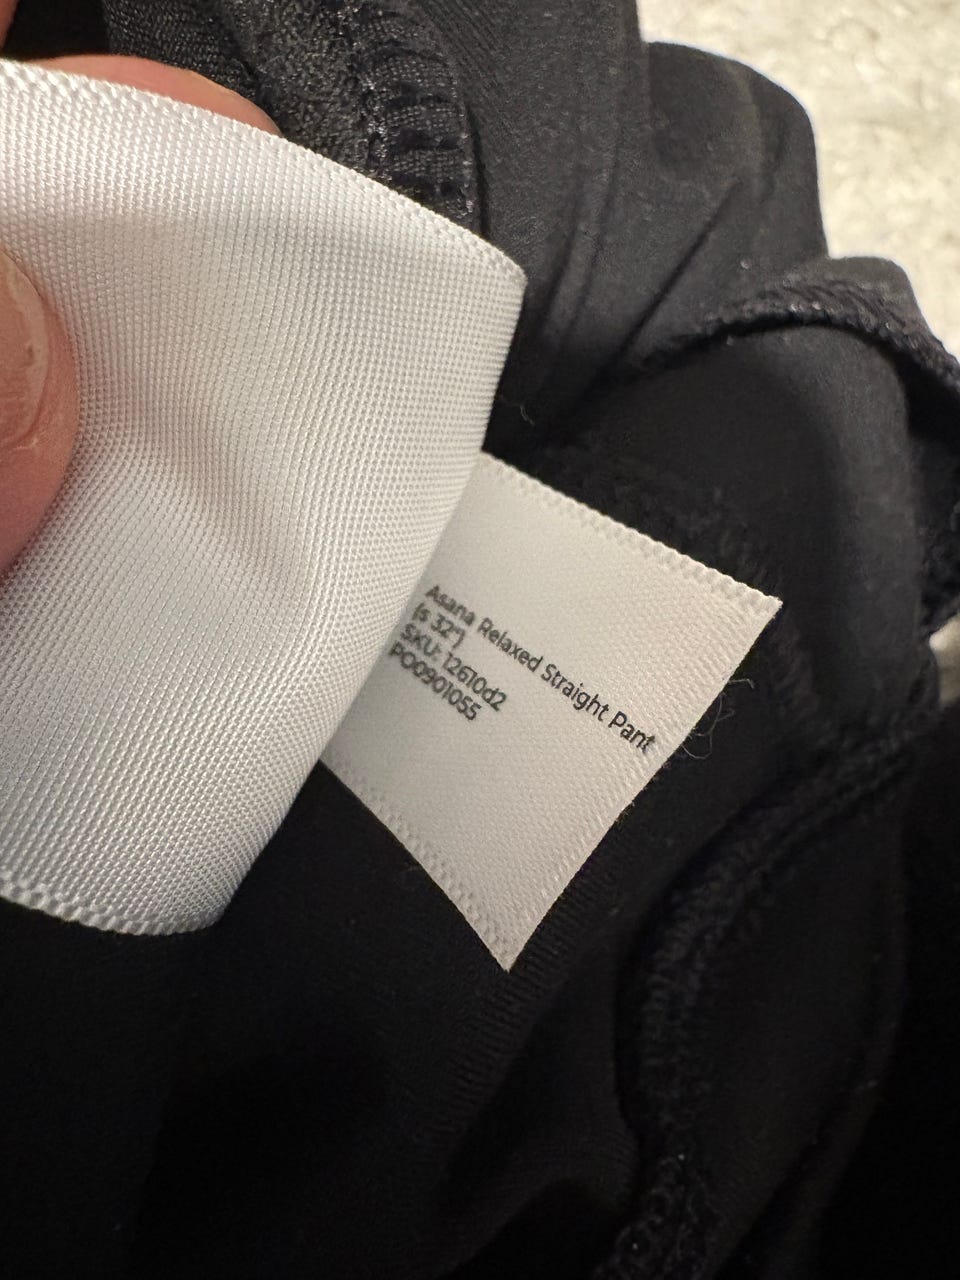 Asana Relaxed Straight Pant
(s 32")
SKU: 12610d2
PO0901055